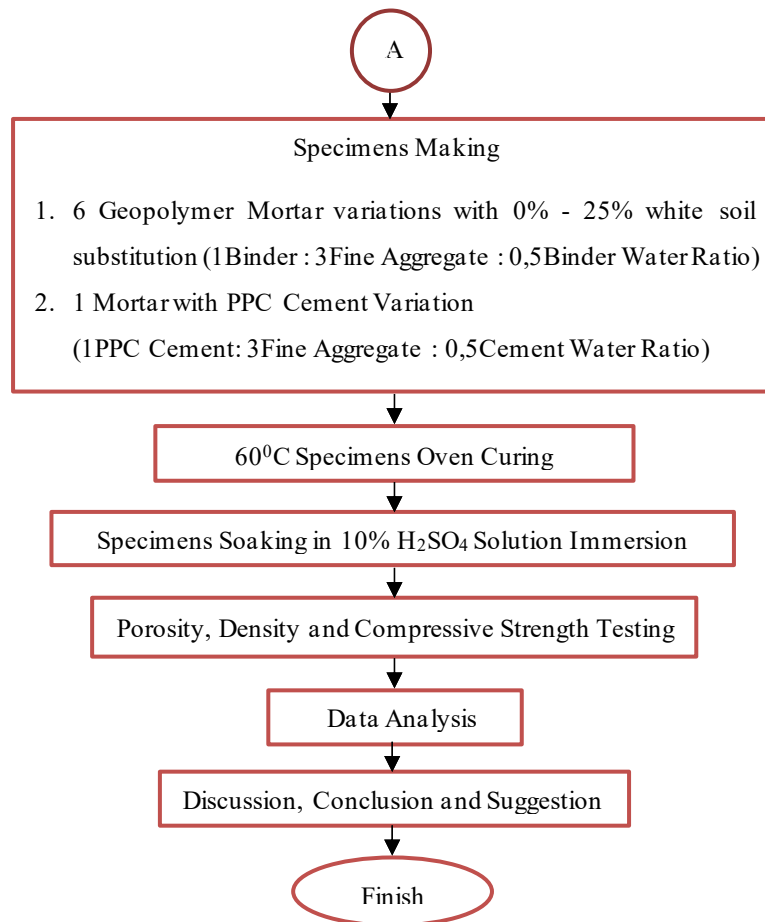 A
Specimens Making
1. 6 Geopolymer Mortar variations with 0% - 25% white soil
substitution (1Binder : 3Fine Aggregate : 0,5Binder Water Ratio)
2. 1 Mortar with PPC Cement Variation
(1PPC Cement: 3Fine Aggregate : 0,5Cement Water Ratio)
60⁰C Specimens Oven Curing
Specimens Soaking in 10% H₂SO₄ Solution Immersion
Porosity, Density and Compressive Strength Testing
Data Analysis
Discussion, Conclusion and Suggestion
Finish